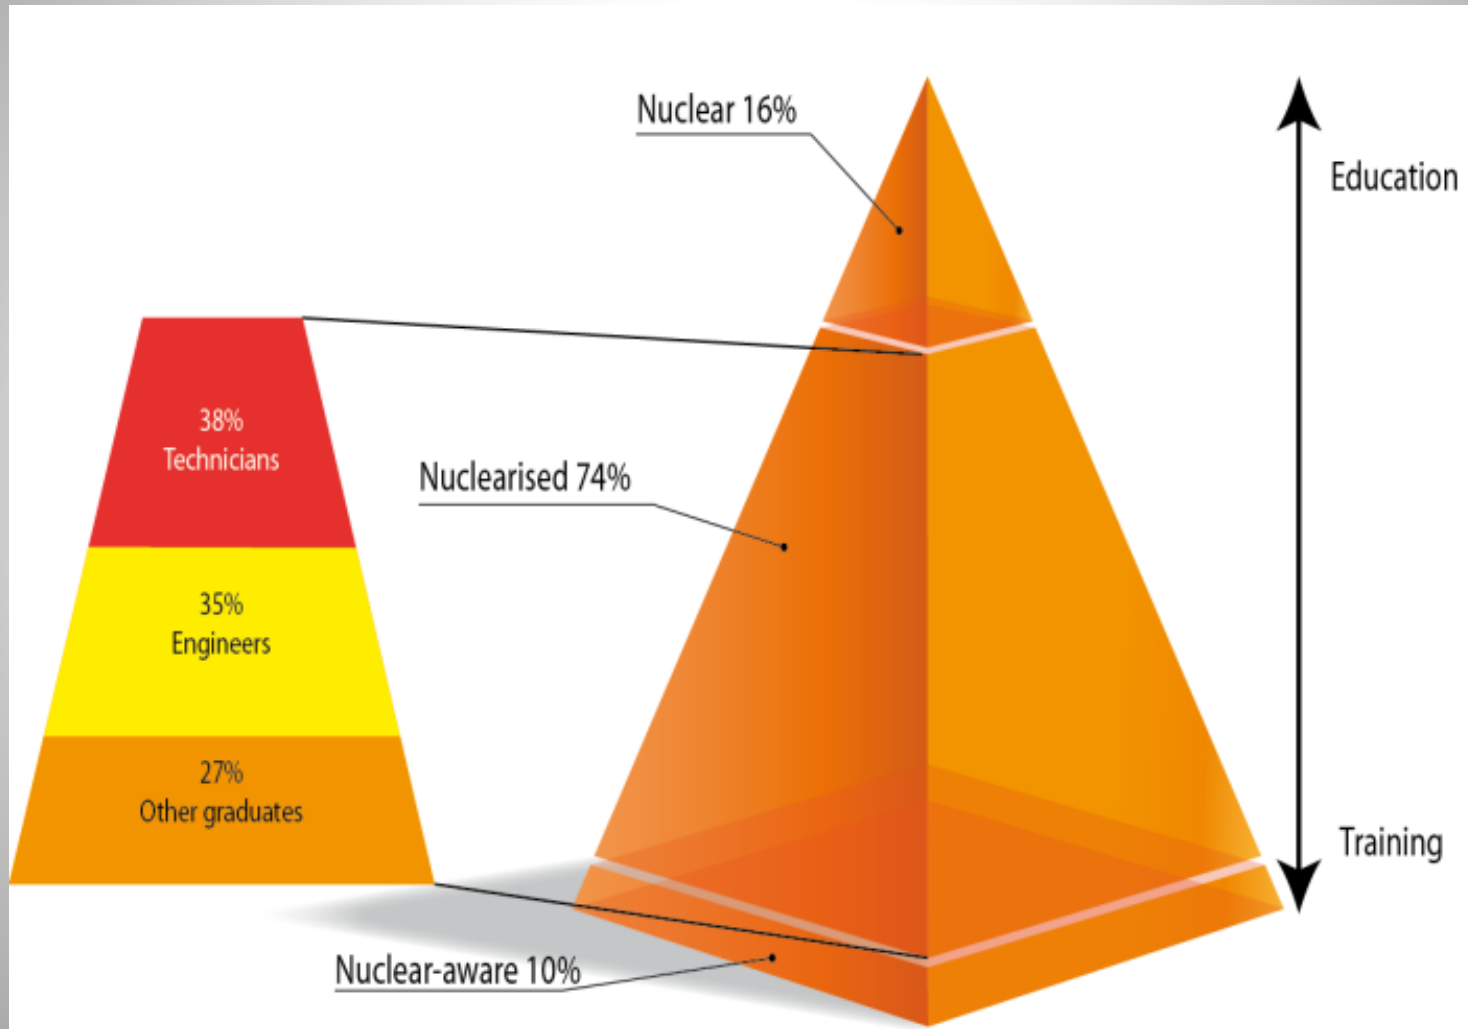 Nuclear 16%
Education
38%
Technicians
Nuclearised 74%
35%
Engineers
27%
Other graduates
Training
Nuclear-aware 10%